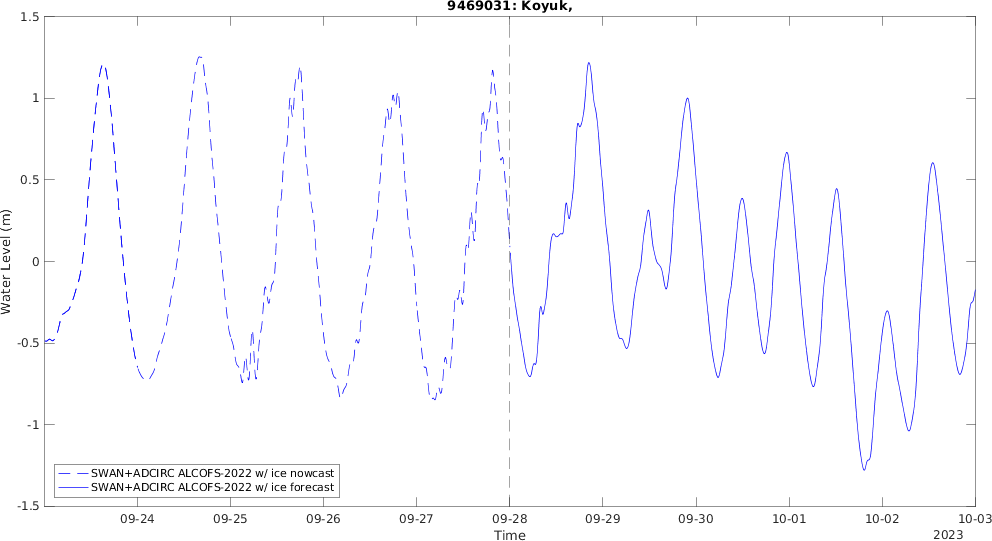 9469031: Koyuk,
Water Level (m)
1.5
1
0.5
0
-0.5
-1
-1.5
SWAN+ADCIRC ALCOFS-2022 w/ ice nowcast
SWAN+ADCIRC ALCOFS-2022 w/ ice forecast
09-24 09-25 09-26 09-27 09-28 09-29 09-30 10-01 10-02 10-03
Time
2023